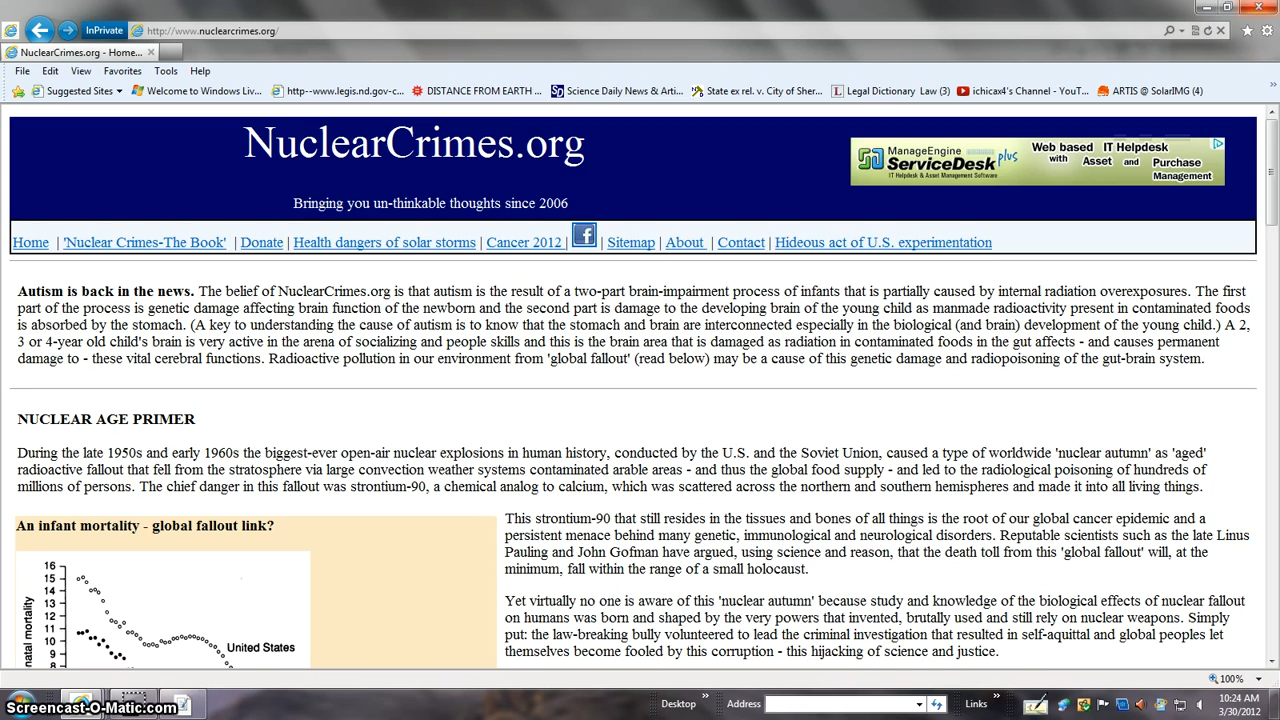 InPrivate
http://www.nuclearcrimes.org/
NuclearCrimes.org - Home...
File Edit View Favorites Tools Help
Suggested Sites Welcome to Windows Liv... http--www.legis.nd.gov-c... DISTANCE FROM EARTH ... Science Daily News & Arti... State ex rel. v. City of Sher... Legal Dictionary Law (3) ichicax4's Channel - YouT... ARTIS @ SolarIMG (4)
NuclearCrimes.org
Bringing you un-thinkable thoughts since 2006
ManageEngine
ServiceDesk plus
IT Helpdesk & Asset Management Software
Web based IT Helpdesk
with Asset and Purchase
Management
Home | 'Nuclear Crimes-The Book' | Donate | Health dangers of solar storms | Cancer 2012 | f | Sitemap | About | Contact | Hideous act of U.S. experimentation
Autism is back in the news. The belief of NuclearCrimes.org is that autism is the result of a two-part brain-impairment process of infants that is partially caused by internal radiation overexposures. The first
part of the process is genetic damage affecting brain function of the newborn and the second part is damage to the developing brain of the young child as manmade radioactivity present in contaminated foods
is absorbed by the stomach. (A key to understanding the cause of autism is to know that the stomach and brain are interconnected especially in the biological (and brain) development of the young child.) A 2,
3 or 4-year old child's brain is very active in the arena of socializing and people skills and this is the brain area that is damaged as radiation in contaminated foods in the gut affects - and causes permanent
damage to - these vital cerebral functions. Radioactive pollution in our environment from 'global fallout' (read below) may be a cause of this genetic damage and radiopoisoning of the gut-brain system.
NUCLEAR AGE PRIMER
During the late 1950s and early 1960s the biggest-ever open-air nuclear explosions in human history, conducted by the U.S. and the Soviet Union, caused a type of worldwide 'nuclear autumn' as 'aged'
radioactive fallout that fell from the stratosphere via large convection weather systems contaminated arable areas - and thus the global food supply - and led to the radiological poisoning of hundreds of
millions of persons. The chief danger in this fallout was strontium-90, a chemical analog to calcium, which was scattered across the northern and southern hemispheres and made it into all living things.
An infant mortality - global fallout link?
16
15
14
13
12
11
10
9
8
natal mortality
United States
This strontium-90 that still resides in the tissues and bones of all things is the root of our global cancer epidemic and a
persistent menace behind many genetic, immunological and neurological disorders. Reputable scientists such as the late Linus
Pauling and John Gofman have argued, using science and reason, that the death toll from this 'global fallout' will, at the
minimum, fall within the range of a small holocaust.
Yet virtually no one is aware of this 'nuclear autumn' because study and knowledge of the biological effects of nuclear fallout
on humans was born and shaped by the very powers that invented, brutally used and still rely on nuclear weapons. Simply
put: the law-breaking bully volunteered to lead the criminal investigation that resulted in self-aquittal and global peoples let
themselves become fooled by this corruption - this hijacking of science and justice.
100%
Screencast-O-Matic.com
Desktop
Address
Links
10:24 AM
3/30/2012